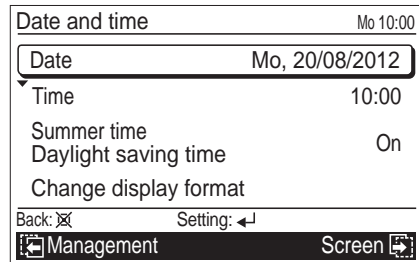 Date and time Mo 10:00
Date Mo, 20/08/2012
Time 10:00
Summer time
Daylight saving time On
Change display format
Back: Setting:
Management Screen